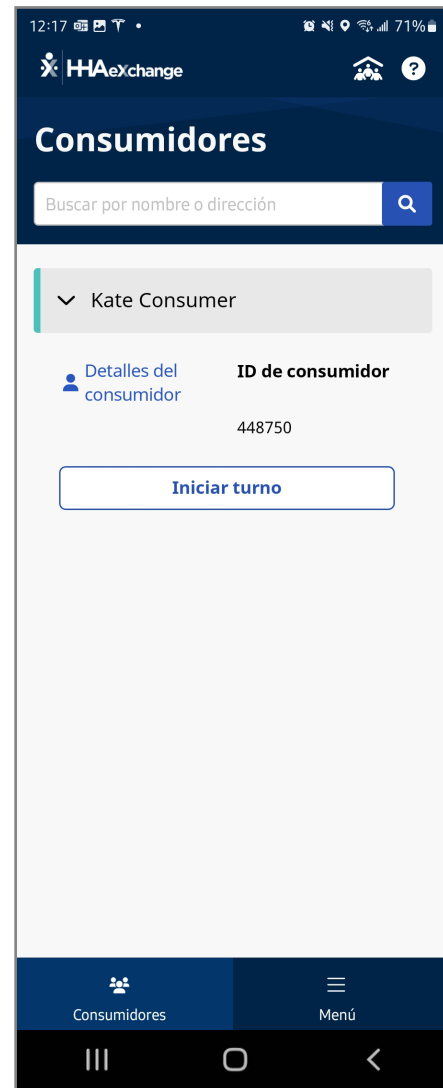 12:17
71%
HHAeXchange
Consumidores
Buscar por nombre o dirección
Kate Consumer
Detalles del
consumidor
ID de consumidor
448750
Iniciar turno
Consumidores
Menú